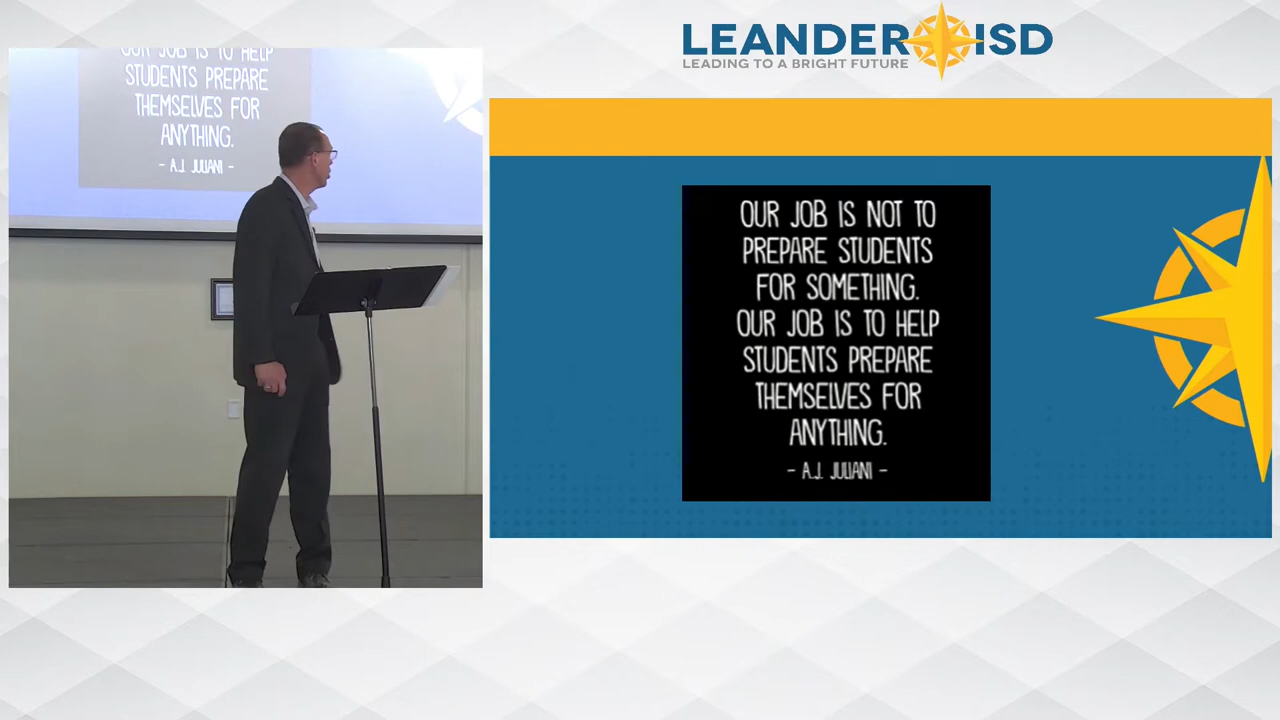 LEANDER ISD
LEADING TO A BRIGHT FUTURE
OUR JOB IS TO HELP
STUDENTS PREPARE
THEMSELVES FOR
ANYTHING.
- A.J. JULIANI -
OUR JOB IS NOT TO
PREPARE STUDENTS
FOR SOMETHING.
OUR JOB IS TO HELP
STUDENTS PREPARE
THEMSELVES FOR
ANYTHING.
- A.J. JULIANI -